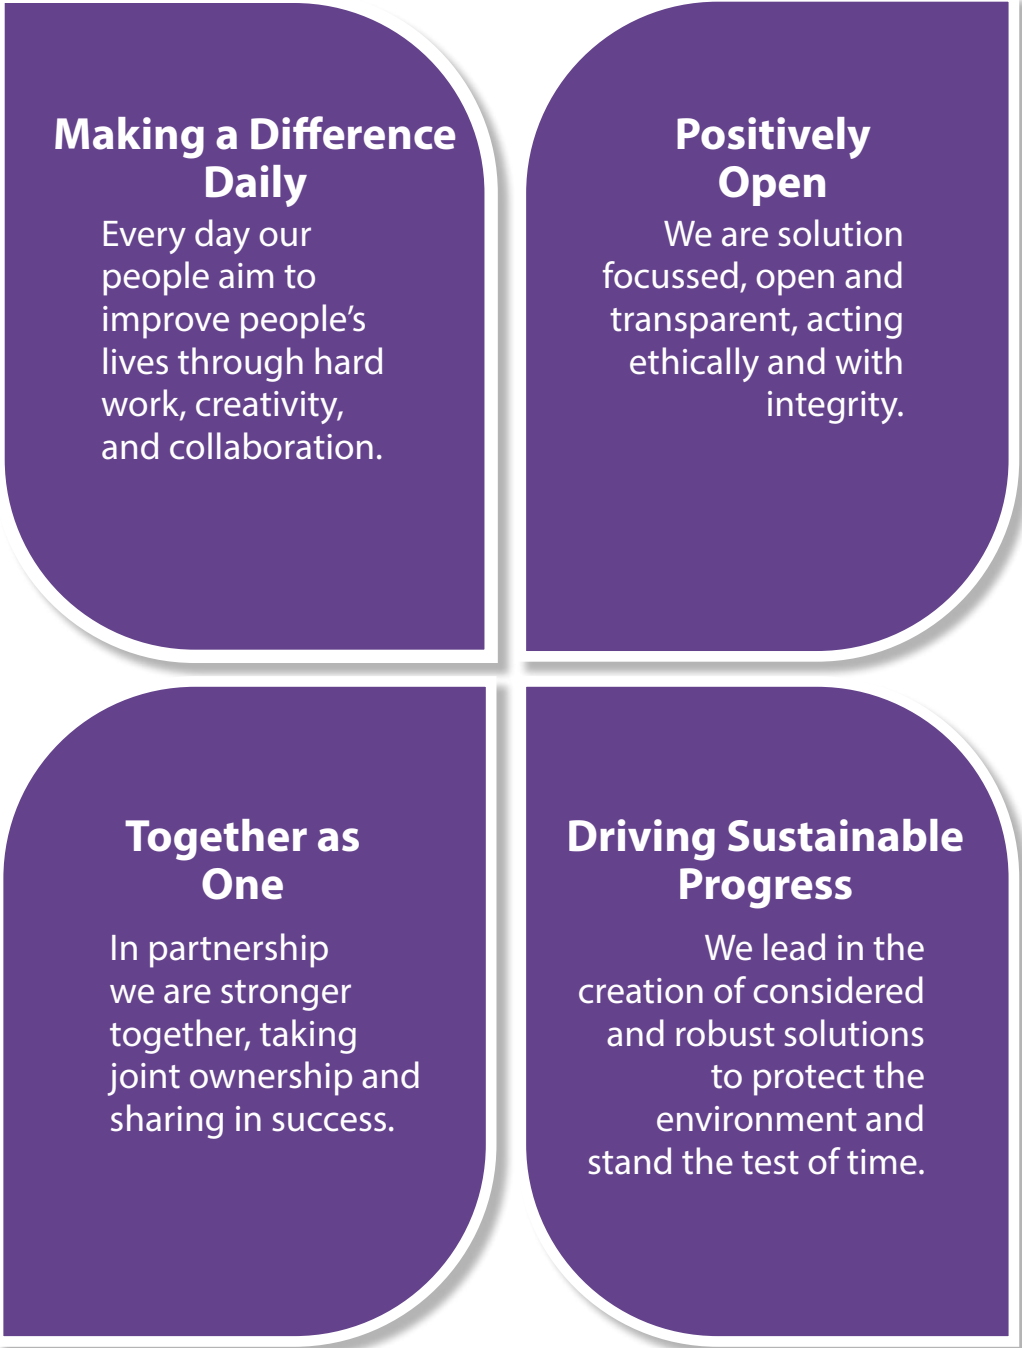 Making a Difference
Daily
Every day our
people aim to
improve people’s
lives through hard
work, creativity,
and collaboration.
Positively
Open
We are solution
focussed, open and
transparent, acting
ethically and with
integrity.
Together as
One
In partnership
we are stronger
together, taking
joint ownership and
sharing in success.
Driving Sustainable
Progress
We lead in the
creation of considered
and robust solutions
to protect the
environment and
stand the test of time.